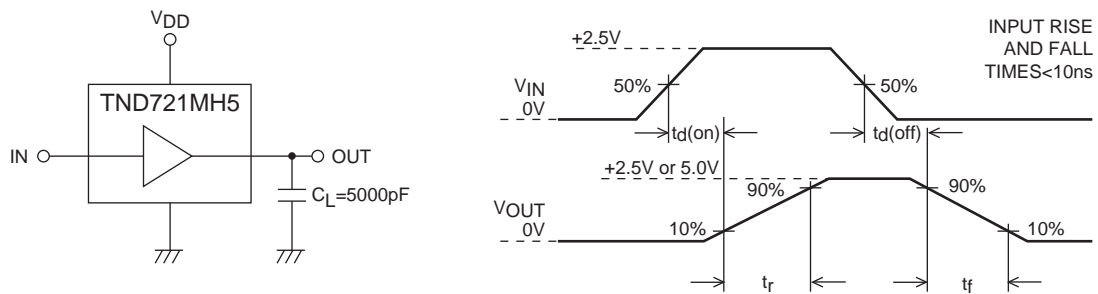 VDD
TND721MH5
IN
OUT
CL=5000pF
INPUT RISE
AND FALL
TIMES<10ns
+2.5V
VIN
0V
50%
50%
td(on)
td(off)
+2.5V or 5.0V
VOUT
0V
10%
90%
90%
10%
tr
tf